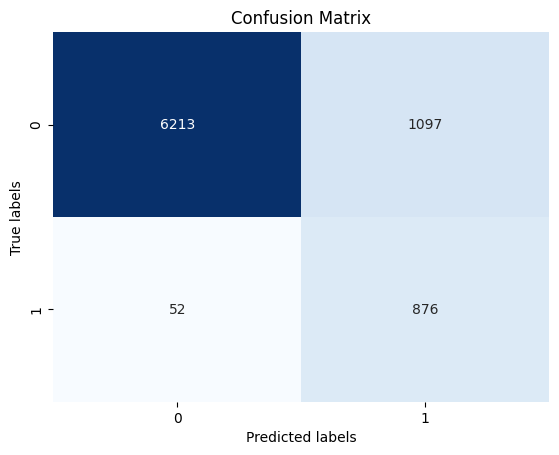 Confusion Matrix
True labels
0
6213 1097
1
52 876
0 1
Predicted labels